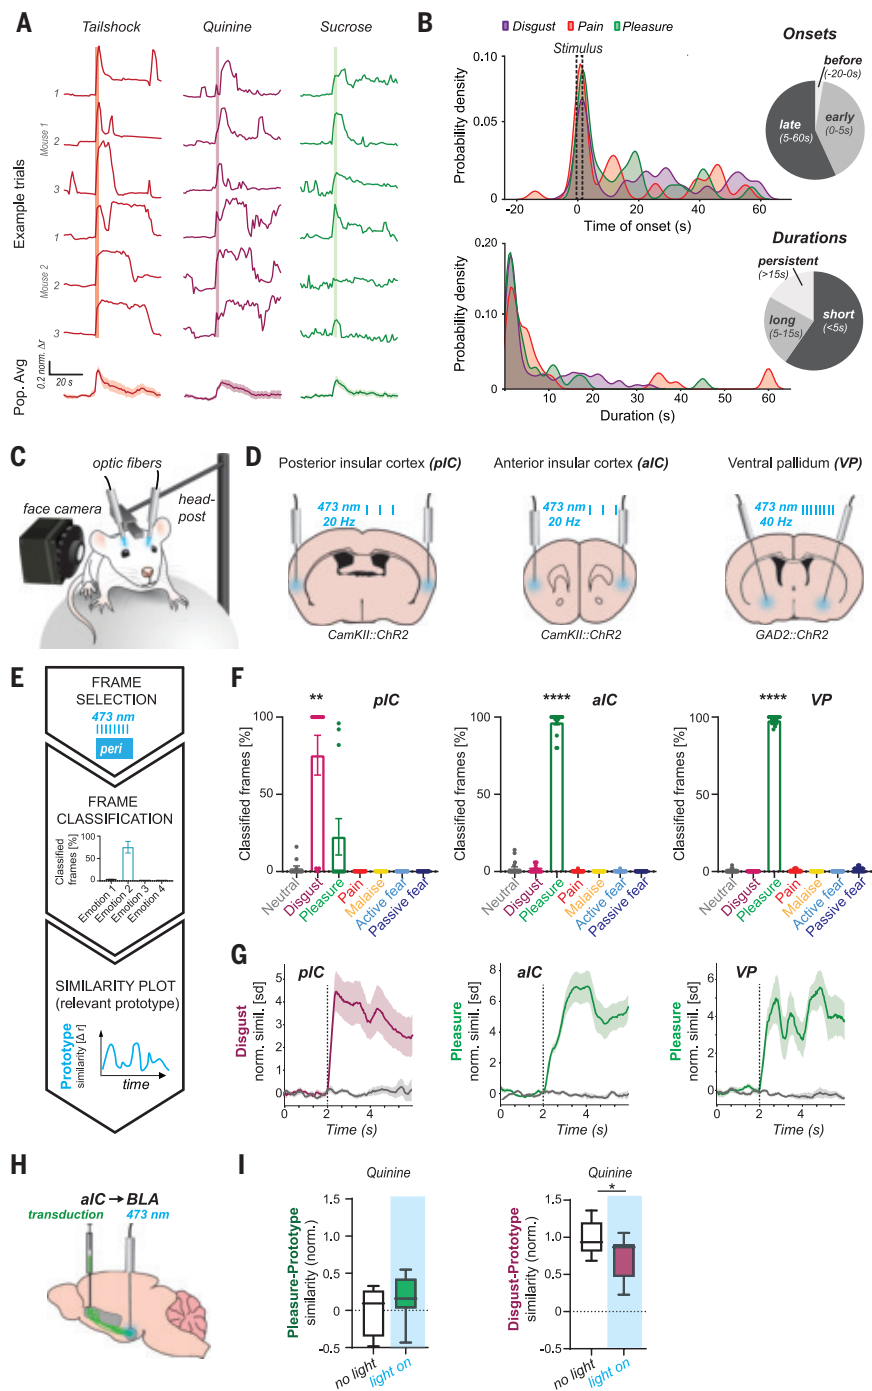 A
Tailshock
Quinine
Sucrose
Example trials
Mouse 1
1
2
3
Mouse 2
1
2
3
Pop. Avg
0.2 norm. Δr
20 s
B
Disgust
Pain
Pleasure
Stimulus
Probability density
0.10
0.05
0
-20
0
20
40
60
Time of onset (s)
Onsets
before
(-20-0s)
early
(0-5s)
late
(5-60s)
Probability density
0.20
0.10
0
10
20
30
40
50
60
Duration (s)
Durations
persistent
(>15s)
long
(5-15s)
short
(<5s)
C
optic fibers
face camera
head-
post
D
Posterior insular cortex (pIC)
473 nm
20 Hz
CamKII::ChR2
Anterior insular cortex (aIC)
473 nm
20 Hz
CamKII::ChR2
Ventral pallidum (VP)
473 nm
40 Hz
GAD2::ChR2
E
FRAME
SELECTION
473 nm
peri
FRAME
CLASSIFICATION
Classified
frames [%]
100
50
0
Emotion 1
Emotion 2
Emotion 3
Emotion 4
SIMILARITY PLOT
(relevant prototype)
Prototype
similarity [Δ r]
time
F
pIC
**
Classified frames [%]
100
50
0
Neutral
Disgust
Pleasure
Pain
Malaise
Active fear
Passive fear
aIC
****
Classified frames [%]
100
50
0
Neutral
Disgust
Pleasure
Pain
Malaise
Active fear
Passive fear
VP
****
Classified frames [%]
100
50
0
Neutral
Disgust
Pleasure
Pain
Malaise
Active fear
Passive fear
G
pIC
Disgust
norm. simil. [sd]
5
4
3
2
1
0
0
2
4
Time (s)
aIC
Pleasure
norm. simil. [sd]
8
6
4
2
0
0
2
4
Time (s)
VP
Pleasure
norm. simil. [sd]
6
4
2
0
0
2
4
Time (s)
H
aIC → BLA
transduction
473 nm
I
Quinine
Pleasure-Prototype
similarity (norm.)
1.5
1.0
0.5
0
-0.5
no light
light on
Quinine
*
Disgust-Prototype
similarity (norm.)
1.5
1.0
0.5
0
-0.5
no light
light on